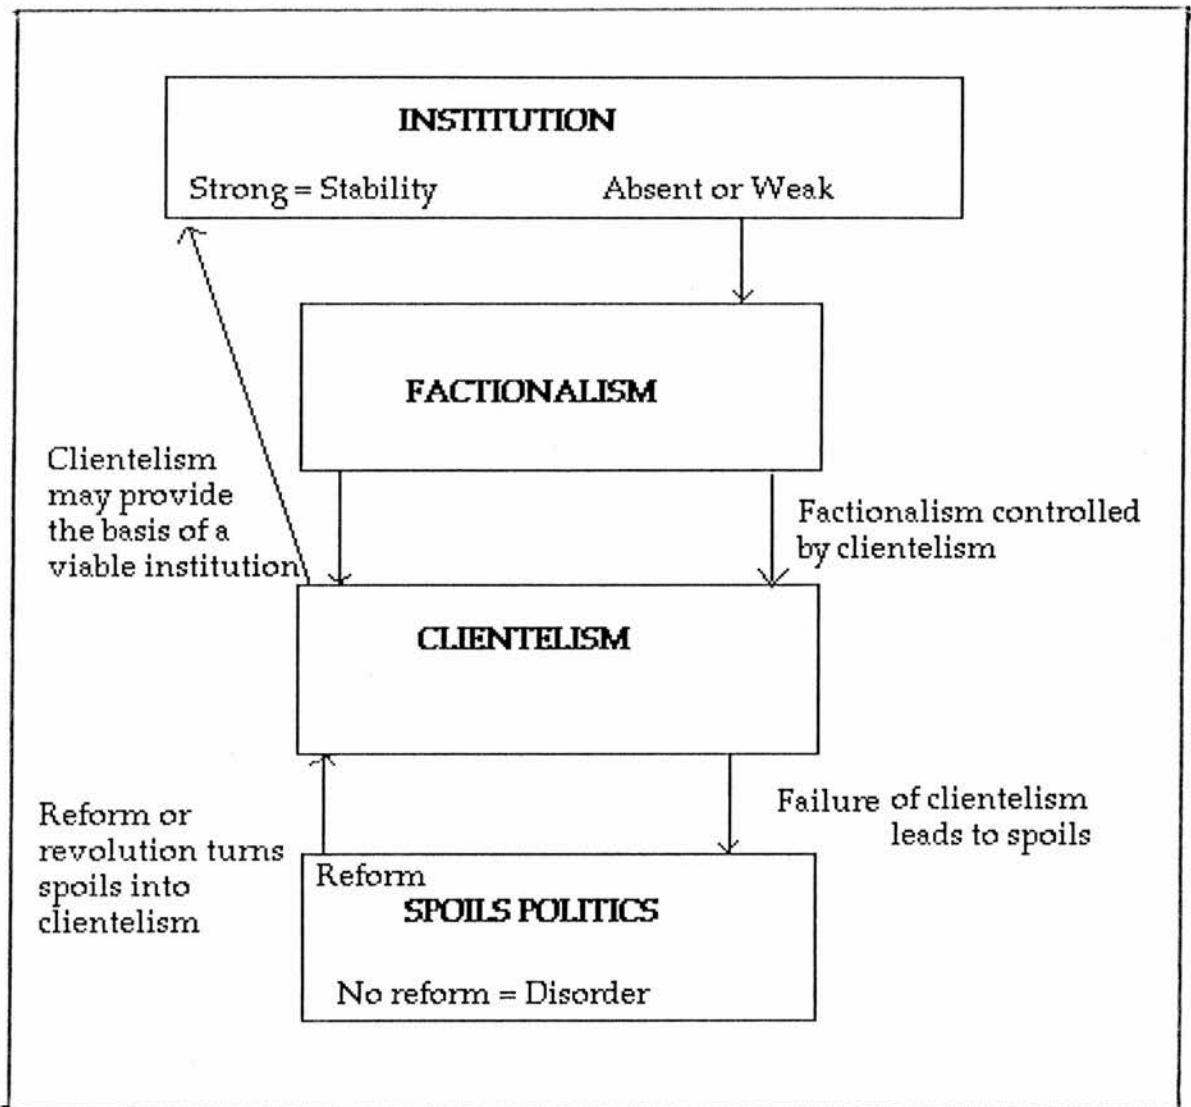 INSTITUTION
Strong = Stability
Absent or Weak
FACTIONALISM
Clientelism
may provide
the basis of a
viable institution
Factionalism controlled
by clientelism
CLIENTELISM
Reform or
revolution turns
spoils into
clientelism
Failure of clientelism
leads to spoils
Reform
SPOILS POLITICS
No reform = Disorder